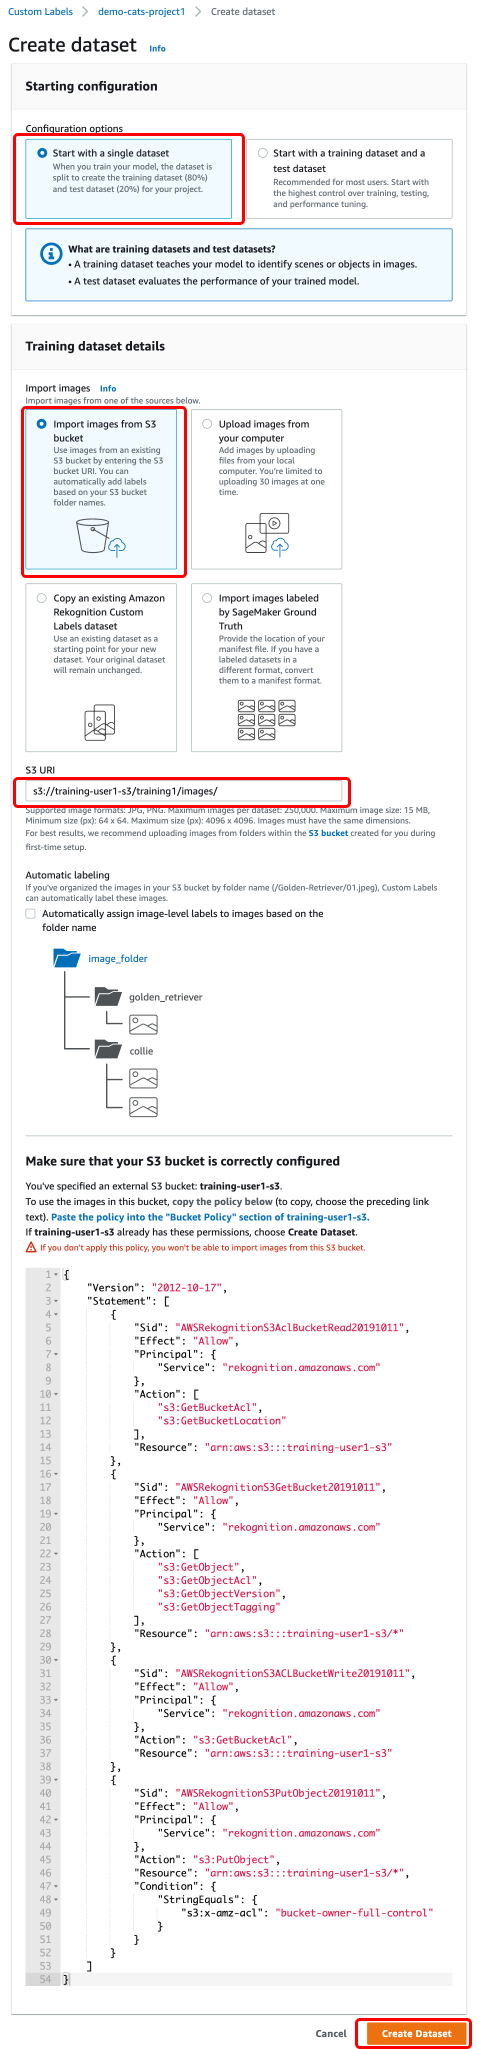 Custom Labels > demo-cats-project1 > Create dataset
Create dataset Info
Starting configuration
Configuration options
Start with a single dataset
When you train your model, the dataset is
split to create the training dataset (80%)
and test dataset (20%) for your project.
Start with a training dataset and a
test dataset
Recommended for most users. Start with
the highest control over training, testing,
and performance tuning.
What are training datasets and test datasets?
• A training dataset teaches your model to identify scenes or objects in images.
• A test dataset evaluates the performance of your trained model.
Training dataset details
Import images Info
Import images from one of the sources below.
Import images from S3
bucket
Use images from an existing
S3 bucket by entering the S3
bucket URI. You can
automatically add labels
based on your S3 bucket
folder names.
Upload images from
your computer
Add images by uploading
files from your local
computer. You're limited to
uploading 30 images at one
time.
Copy an existing Amazon
Rekognition Custom
Labels dataset
Use an existing dataset as a
starting point for your new
dataset. Your original dataset
will remain unchanged.
Import images labeled
by SageMaker Ground
Truth
Provide the location of your
manifest file. If you have a
labeled datasets in a
different format, convert
them to a manifest format.
S3 URI
s3://training-user1-s3/training1/images/
Supported image formats: JPG, PNG. Maximum images per dataset: 250,000. Maximum image size: 15 MB,
Minimum size (px): 64 x 64. Maximum size (px): 4096 x 4096. Images must have the same dimensions.
For best results, we recommend uploading images from folders within the S3 bucket created for you during
first-time setup.
Automatic labeling
If you've organized the images in your S3 bucket by folder name (/Golden-Retriever/01.jpeg), Custom Labels
can automatically label these images.
Automatically assign image-level labels to images based on the
folder name
image_folder
golden_retriever
collie
Make sure that your S3 bucket is correctly configured
You've specified an external S3 bucket: training-user1-s3.
To use the images in this bucket, copy the policy below (to copy, choose the preceding link
text). Paste the policy into the "Bucket Policy" section of training-user1-s3.
If training-user1-s3 already has these permissions, choose Create Dataset.
If you don't apply this policy, you won't be able to import images from this S3 bucket.
1 {
2 "Version": "2012-10-17",
3 "Statement": [
4 {
5 "Sid": "AWSRekognitionS3AclBucketRead20191011",
6 "Effect": "Allow",
7 "Principal": {
8 "Service": "rekognition.amazonaws.com"
9 },
10 "Action": [
11 "s3:GetBucketAcl",
12 "s3:GetBucketLocation"
13 ],
14 "Resource": "arn:aws:s3:::training-user1-s3"
15 },
16 {
17 "Sid": "AWSRekognitionS3GetBucket20191011",
18 "Effect": "Allow",
19 "Principal": {
20 "Service": "rekognition.amazonaws.com"
21 },
22 "Action": [
23 "s3:GetObject",
24 "s3:GetObjectAcl",
25 "s3:GetObjectVersion",
26 "s3:GetObjectTagging"
27 ],
28 "Resource": "arn:aws:s3:::training-user1-s3/*"
29 },
30 {
31 "Sid": "AWSRekognitionS3ACLBucketWrite20191011",
32 "Effect": "Allow",
33 "Principal": {
34 "Service": "rekognition.amazonaws.com"
35 },
36 "Action": "s3:GetBucketAcl",
37 "Resource": "arn:aws:s3:::training-user1-s3"
38 },
39 {
40 "Sid": "AWSRekognitionS3PutObject20191011",
41 "Effect": "Allow",
42 "Principal": {
43 "Service": "rekognition.amazonaws.com"
44 },
45 "Action": "s3:PutObject",
46 "Resource": "arn:aws:s3:::training-user1-s3/*",
47 "Condition": {
48 "StringEquals": {
49 "s3:x-amz-acl": "bucket-owner-full-control"
50 }
51 }
52 }
53 ]
54 }
Cancel Create Dataset